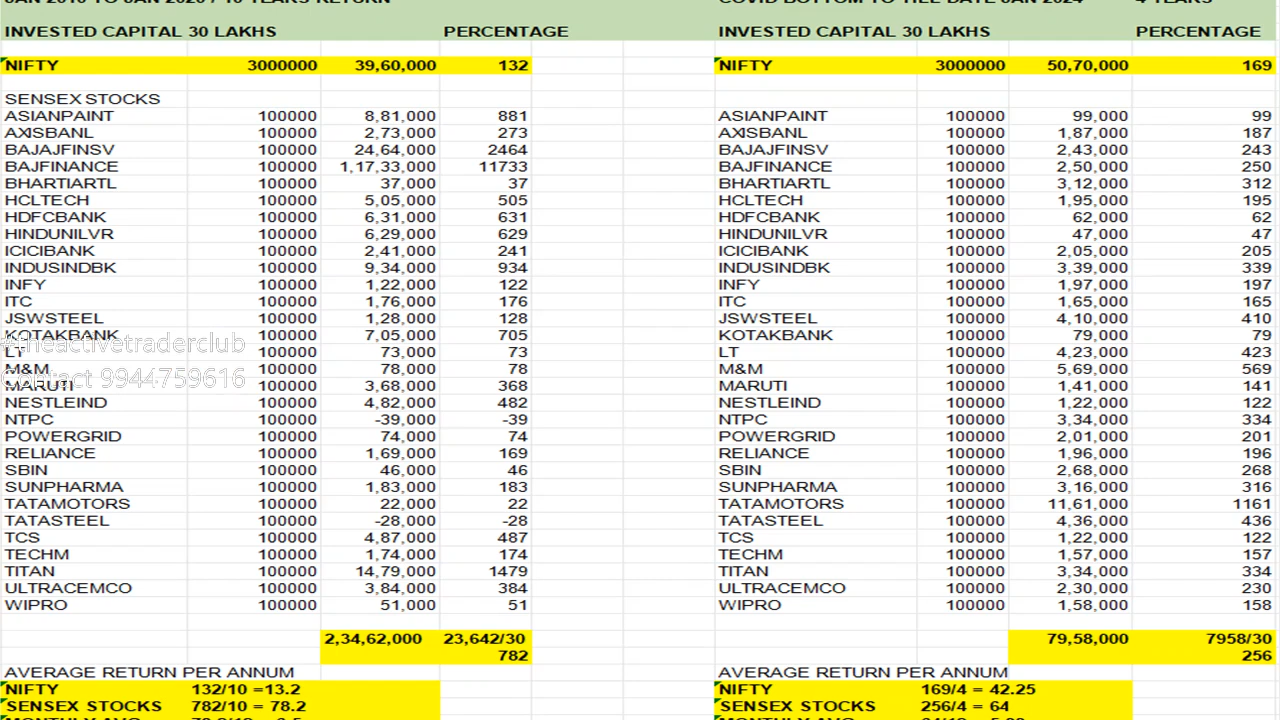 JAN 2010 TO JAN 2020 / 10 YEARS RETURN COVID BOTTOM TO TILL DATE JAN 2024 4 YEARS
INVESTED CAPITAL 30 LAKHS PERCENTAGE INVESTED CAPITAL 30 LAKHS PERCENTAGE
NIFTY 3000000 39,60,000 132 NIFTY 3000000 50,70,000 169
SENSEX STOCKS
ASIANPAINT 100000 8,81,000 881 ASIANPAINT 100000 99,000 99
AXISBANL 100000 2,73,000 273 AXISBANL 100000 1,87,000 187
BAJAJFINSV 100000 24,64,000 2464 BAJAJFINSV 100000 2,43,000 243
BAJFINANCE 100000 1,17,33,000 11733 BAJFINANCE 100000 2,50,000 250
BHARTIARTL 100000 37,000 37 BHARTIARTL 100000 3,12,000 312
HCLTECH 100000 5,05,000 505 HCLTECH 100000 1,95,000 195
HDFCBANK 100000 6,31,000 631 HDFCBANK 100000 62,000 62
HINDUNILVR 100000 6,29,000 629 HINDUNILVR 100000 47,000 47
ICICIBANK 100000 2,41,000 241 ICICIBANK 100000 2,05,000 205
INDUSINDBK 100000 9,34,000 934 INDUSINDBK 100000 3,39,000 339
INFY 100000 1,22,000 122 INFY 100000 1,97,000 197
ITC 100000 1,76,000 176 ITC 100000 1,65,000 165
JSWSTEEL 100000 1,28,000 128 JSWSTEEL 100000 4,10,000 410
KOTAKBANK 100000 7,05,000 705 KOTAKBANK 100000 79,000 79
#theactivetraderclub
LT 100000 73,000 73 LT 100000 4,23,000 423
M&M 100000 78,000 78 M&M 100000 5,69,000 569
Contact 9944759616
MARUTI 100000 3,68,000 368 MARUTI 100000 1,41,000 141
NESTLEIND 100000 4,82,000 482 NESTLEIND 100000 1,22,000 122
NTPC 100000 -39,000 -39 NTPC 100000 3,34,000 334
POWERGRID 100000 74,000 74 POWERGRID 100000 2,01,000 201
RELIANCE 100000 1,69,000 169 RELIANCE 100000 1,96,000 196
SBIN 100000 46,000 46 SBIN 100000 2,68,000 268
SUNPHARMA 100000 1,83,000 183 SUNPHARMA 100000 3,16,000 316
TATAMOTORS 100000 22,000 22 TATAMOTORS 100000 11,61,000 1161
TATASTEEL 100000 -28,000 -28 TATASTEEL 100000 4,36,000 436
TCS 100000 4,87,000 487 TCS 100000 1,22,000 122
TECHM 100000 1,74,000 174 TECHM 100000 1,57,000 157
TITAN 100000 14,79,000 1479 TITAN 100000 3,34,000 334
ULTRACEMCO 100000 3,84,000 384 ULTRACEMCO 100000 2,30,000 230
WIPRO 100000 51,000 51 WIPRO 100000 1,58,000 158
2,34,62,000 23,642/30 79,58,000 7958/30
782 256
AVERAGE RETURN PER ANNUM AVERAGE RETURN PER ANNUM
NIFTY 132/10 =13.2 NIFTY 169/4 = 42.25
SENSEX STOCKS 782/10 = 78.2 SENSEX STOCKS 256/4 = 64